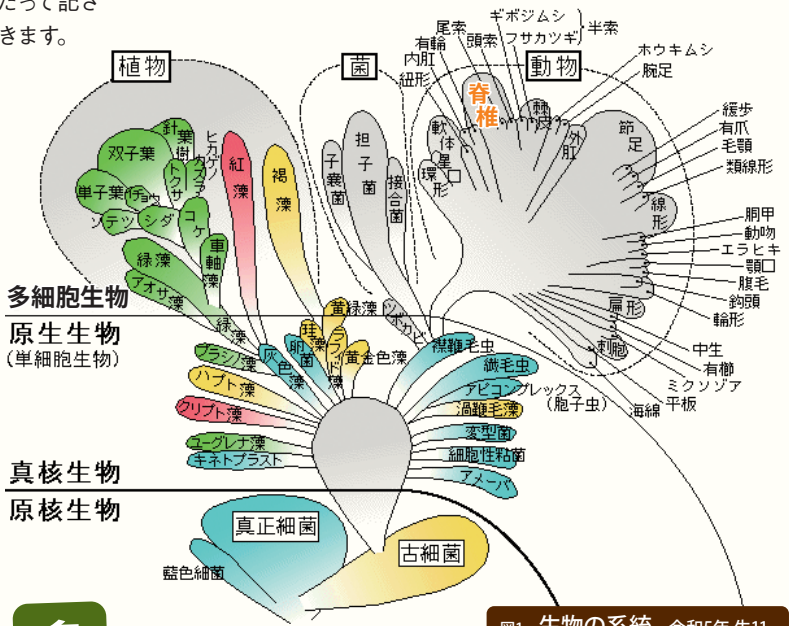 きます。
植物
菌
動物
ギボジムシ
フサカツギ
半索
尾索
頭索
有輪
内肛
紐形
ホウキムシ
腕足
脊椎
棘皮
外肛
節足
軟体
星口
環形
緩歩
有爪
毛顎
類線形
線形
胴甲
動吻
エラヒキ
顎口
腹毛
鉤頭
輪形
扁形
刺胞
中生
有櫛
ミクソゾア
平板
海綿
針葉樹
双子葉
単子葉
イチョウ
ソテツ
シダ
トクサ
ヒカゲノカズラ
コケ
車軸藻
緑藻
アオサ藻
紅藻
褐藻
子嚢菌
担子菌
接合菌
ツボカビ
多細胞生物
原生生物
(単細胞生物)
緑藻
プラシノ藻
灰色藻
卵菌
珪藻
黄緑藻
ラフィド藻
黄金色藻
ハプト藻
クリプト藻
ユーグレナ藻
キネトプラスト
襟鞭毛虫
繊毛虫
アピコンプレックス
(胞子虫)
渦鞭毛藻
変型菌
細胞性粘菌
アメーバ
真核生物
原核生物
真正細菌
藍色細菌
古細菌
図1 生物の系統 令和5年生11